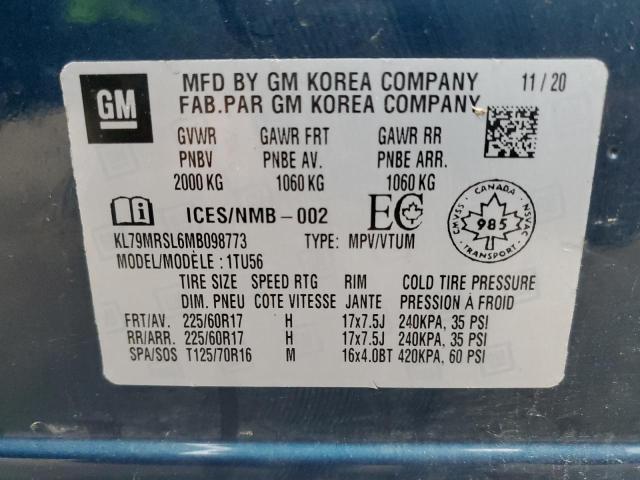 GM
MFD BY GM KOREA COMPANY 11/20
FAB.PAR GM KOREA COMPANY
GVWR GAWR FRT GAWR RR
PNBV PNBE AV. PNBE ARR.
2000 KG 1060 KG 1060 KG
i ICES/NMB-002 EC
CANADA
CMVSS 985 NSVAC
TRANSPORT
KL79MRSL6MB098773 TYPE: MPV/VTUM
MODEL/MODÈLE: 1TU56
TIRE SIZE SPEED RTG RIM COLD TIRE PRESSURE
DIM. PNEU COTE VITESSE JANTE PRESSION À FROID
FRT/AV. 225/60R17 H 17x7.5J 240KPA, 35 PSI
RR/ARR. 225/60R17 H 17x7.5J 240KPA, 35 PSI
SPA/SOS T125/70R16 M 16x4.0BT 420KPA, 60 PSI